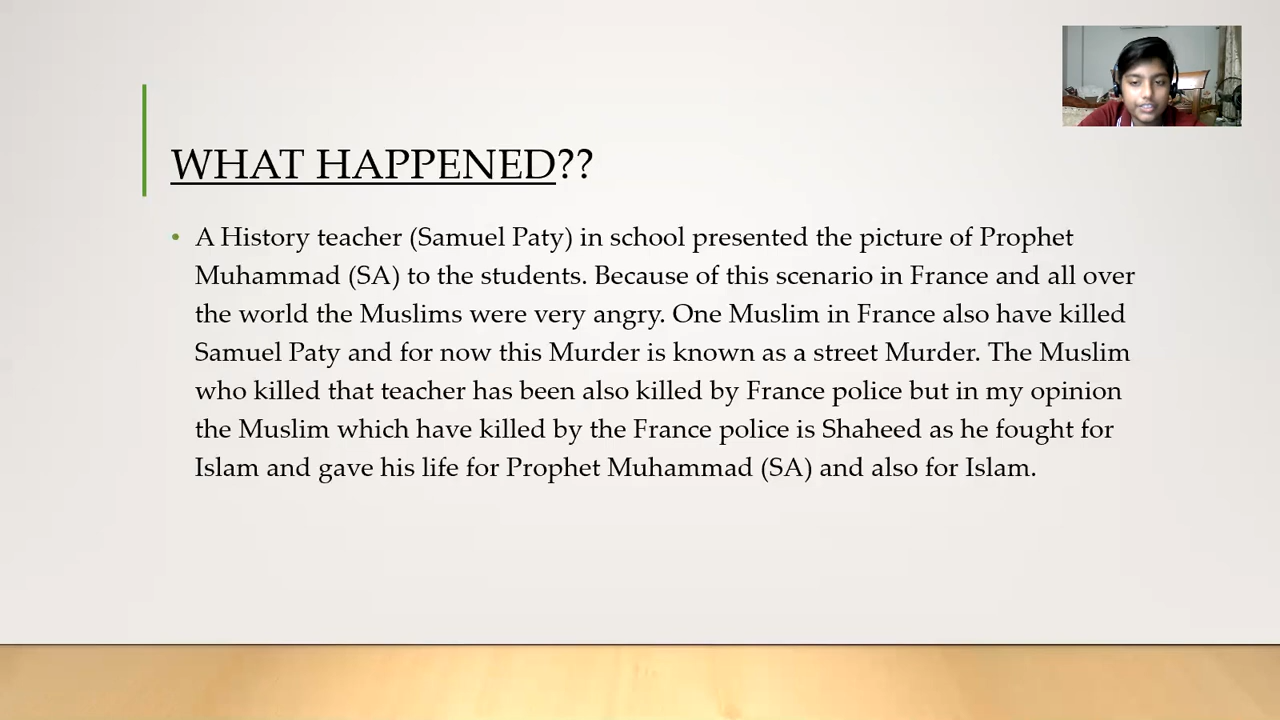 WHAT HAPPENED??
• A History teacher (Samuel Paty) in school presented the picture of Prophet
Muhammad (SA) to the students. Because of this scenario in France and all over
the world the Muslims were very angry. One Muslim in France also have killed
Samuel Paty and for now this Murder is known as a street Murder. The Muslim
who killed that teacher has been also killed by France police but in my opinion
the Muslim which have killed by the France police is Shaheed as he fought for
Islam and gave his life for Prophet Muhammad (SA) and also for Islam.